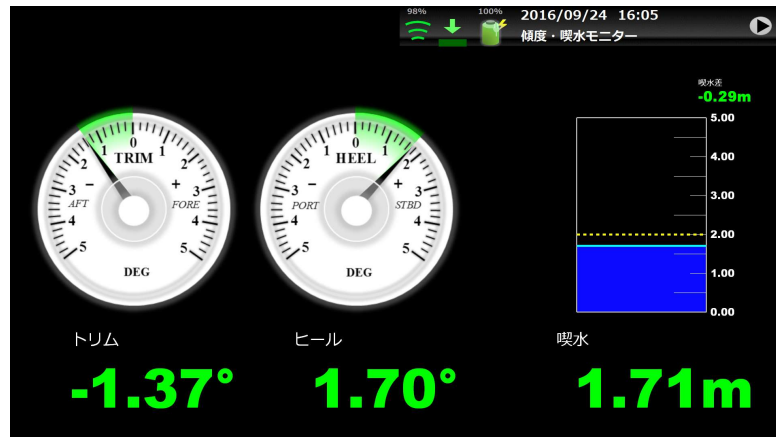 98%
100%
2016/09/24 16:05
傾度・喫水モニター
喫水差
-0.29m
0
1 1
2 2
3 3
4 4
5 5
TRIM
- +
AFT FORE
DEG
0
1 1
2 2
3 3
4 4
5 5
HEEL
- +
PORT STBD
DEG
5.00
4.00
3.00
2.00
1.00
0.00
トリム
-1.37°
ヒール
1.70°
喫水
1.71m